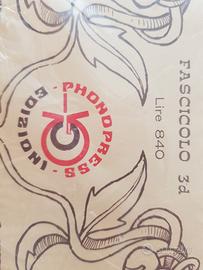 FASCICOLO 3d
Lire 840
PHONOPRESS - EDIZIONI -